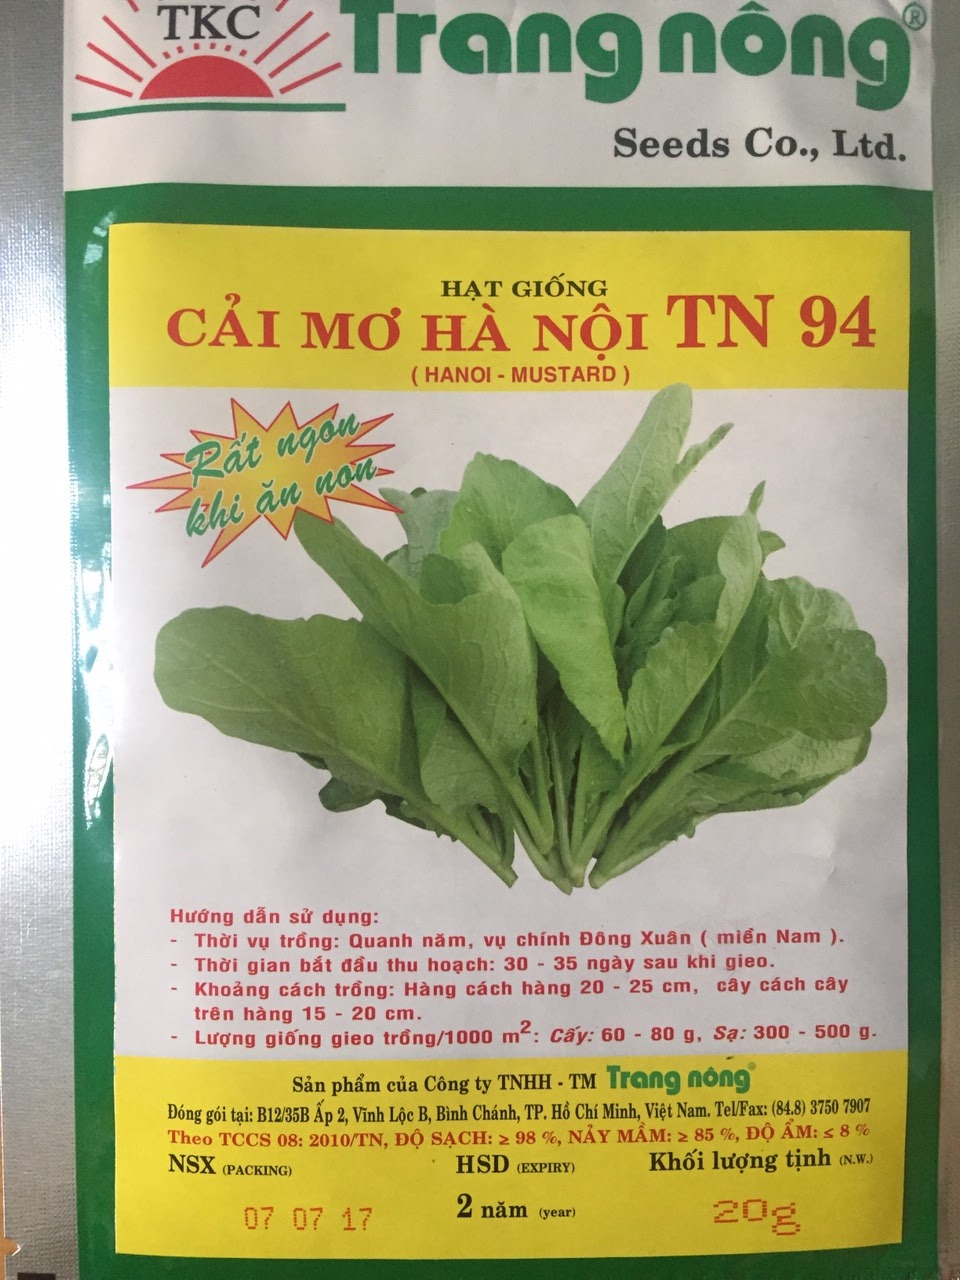 TKC
Trang nông®
Seeds Co., Ltd.
HẠT GIỐNG
CẢI MƠ HÀ NỘI TN 94
( HANOI - MUSTARD )
Rất ngon
khi ăn non
Hướng dẫn sử dụng:
- Thời vụ trồng: Quanh năm, vụ chính Đông Xuân ( miền Nam ).
- Thời gian bắt đầu thu hoạch: 30 - 35 ngày sau khi gieo.
- Khoảng cách trồng: Hàng cách hàng 20 - 25 cm, cây cách cây
trên hàng 15 - 20 cm.
- Lượng giống gieo trồng/1000 m²: Cấy: 60 - 80 g, Sạ: 300 - 500 g.
Sản phẩm của Công ty TNHH - TM Trang nông®
Đóng gói tại: B12/35B Ấp 2, Vĩnh Lộc B, Bình Chánh, TP. Hồ Chí Minh, Việt Nam. Tel/Fax: (84.8) 3750 7907
Theo TCCS 08: 2010/TN, ĐỘ SẠCH: ≥ 98 %, NẢY MẦM: ≥ 85 %, ĐỘ ẨM: ≤ 8 %
NSX (PACKING) HSD (EXPIRY) Khối lượng tịnh (N.W.)
07 07 17 2 năm (year) 20g